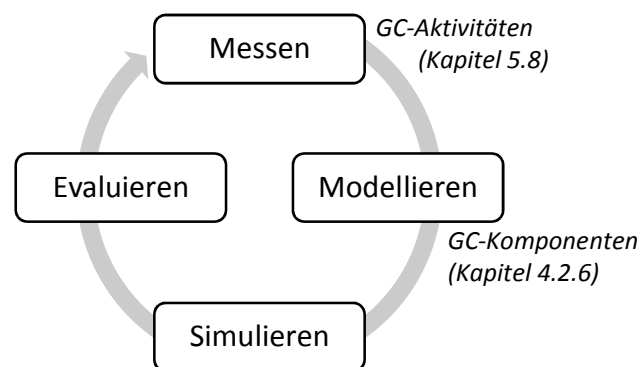 Messen
GC-Aktivitäten
(Kapitel 5.8)
Evaluieren
Modellieren
GC-Komponenten
(Kapitel 4.2.6)
Simulieren